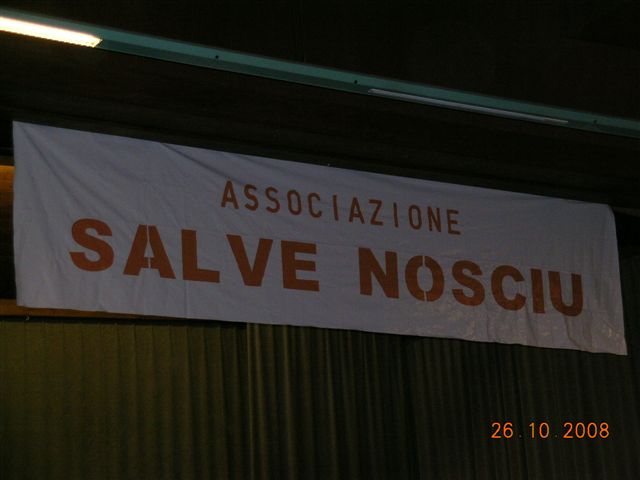 ASSOCIAZIONE
SALVE NOSCIU
26.10.2008